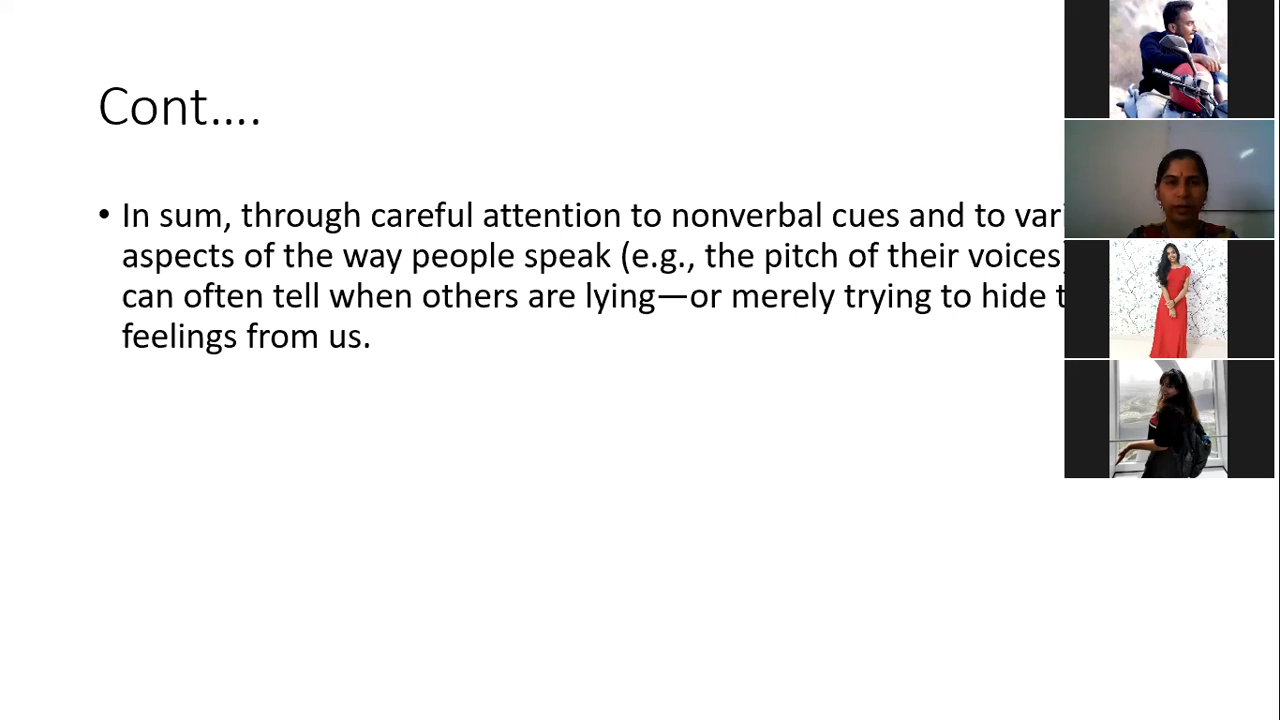 Cont....
• In sum, through careful attention to nonverbal cues and to
aspects of the way people speak (e.g., the pitch of their voices
can often tell when others are lying—or merely trying to hide
feelings from us.